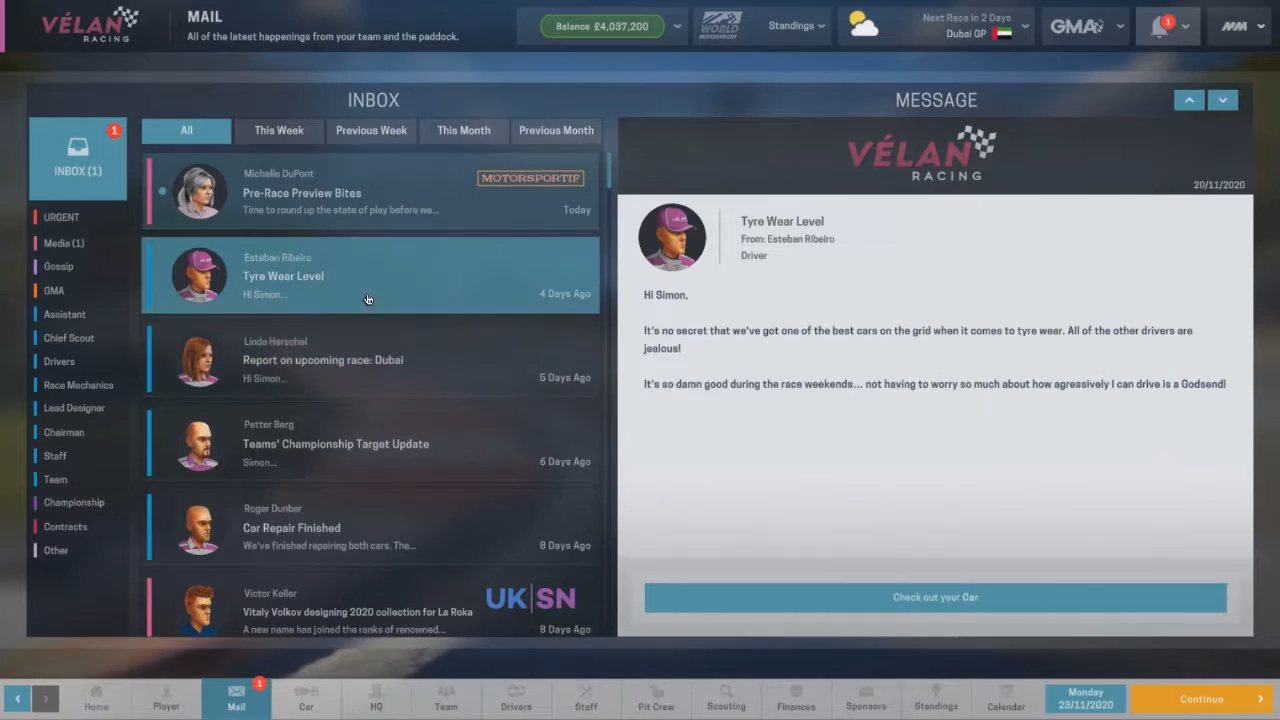 VÉLAN
RACING
MAIL
All of the latest happenings from your team and the paddock.
Balance £4,037,200
WORLD
MOTORSPORT
Standings
Next Race in 2 Days
Dubai GP
GMA
1
INBOX
MESSAGE
1
INBOX (1)
URGENT
Media (1)
Gossip
GMA
Assistant
Chief Scout
Drivers
Race Mechanics
Lead Designer
Chairman
Staff
Team
Championship
Contracts
Other
All
This Week
Previous Week
This Month
Previous Month
Michelle DuPont
Pre-Race Preview Bites
Time to round up the state of play before we...
MOTORSPORTIF
Today
Esteban Ribeiro
Tyre Wear Level
Hi Simon...
4 Days Ago
Linda Herschel
Report on upcoming race: Dubai
Hi Simon...
5 Days Ago
Petter Berg
Teams' Championship Target Update
Simon...
6 Days Ago
Roger Dunbar
Car Repair Finished
We've finished repairing both cars. The...
8 Days Ago
Victor Keller
Vitaly Volkov designing 2020 collection for La Roka
A new name has joined the ranks of renowned...
UK|SN
8 Days Ago
VÉLAN
RACING
20/11/2020
Tyre Wear Level
From: Esteban Ribeiro
Driver
Hi Simon,
It's no secret that we've got one of the best cars on the grid when it comes to tyre wear. All of the other drivers are
jealous!
It's so damn good during the race weekends... not having to worry so much about how agressively I can drive is a Godsend!
Check out your Car
Home
Player
Mail
1
Car
HQ
Team
Drivers
Staff
Pit Crew
Scouting
Finances
Sponsors
Standings
Calendar
Monday
23/11/2020
Continue